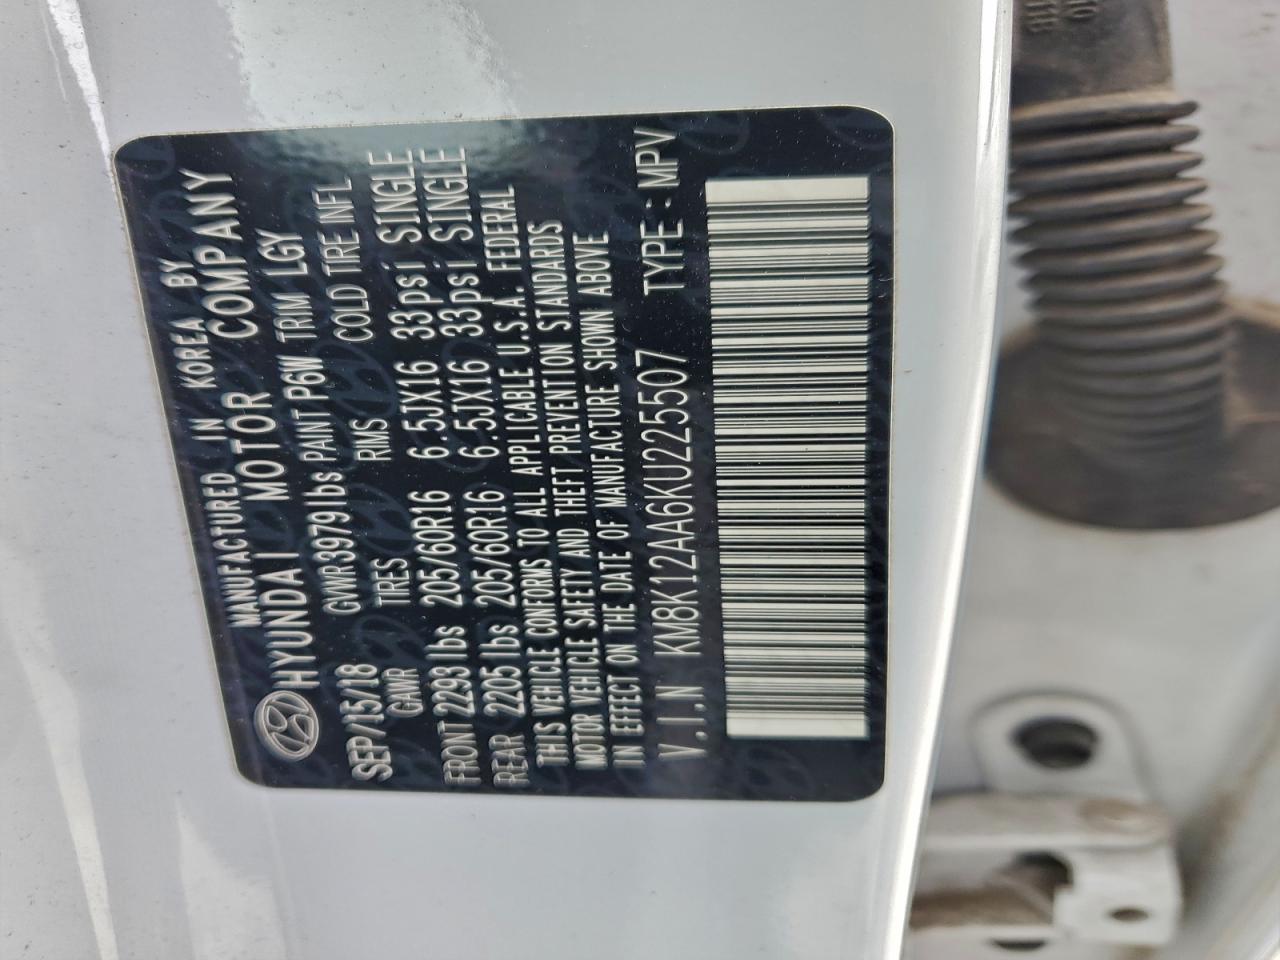 MANUFACTURED IN KOREA BY
HYUNDAI MOTOR COMPANY
SEP/15/18 GVWR 3979 lbs PAINT P6W TRIM LGY
GAWR TIRES RMS COLD TIRE INFL
FRONT 2293 lbs 205/60R16 6.5JX16 33psi SINGLE
REAR 2205 lbs 205/60R16 6.5JX16 33psi SINGLE
THIS VEHICLE CONFORMS TO ALL APPLICABLE U.S.A. FEDERAL
MOTOR VEHICLE SAFETY AND THEFT PREVENTION STANDARDS
IN EFFECT ON THE DATE OF MANUFACTURE SHOWN ABOVE
V.I.N KM8K12AA6KU225507 TYPE : MPV